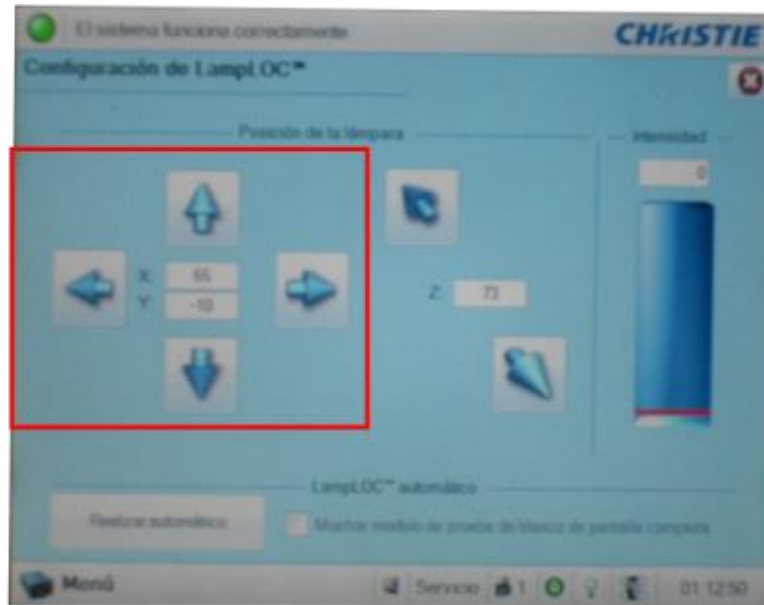 El sistema funciona correctamente
CHRISTIE
Configuración de LampLOC™
Posición de la lámpara
Intensidad
0
X: 65
Y: -10
Z: 73
LampLOC™ automático
Realizar automático
Mostrar modelo de prueba de blanco de pantalla completa
Menú
Servicio
1
01:12:50